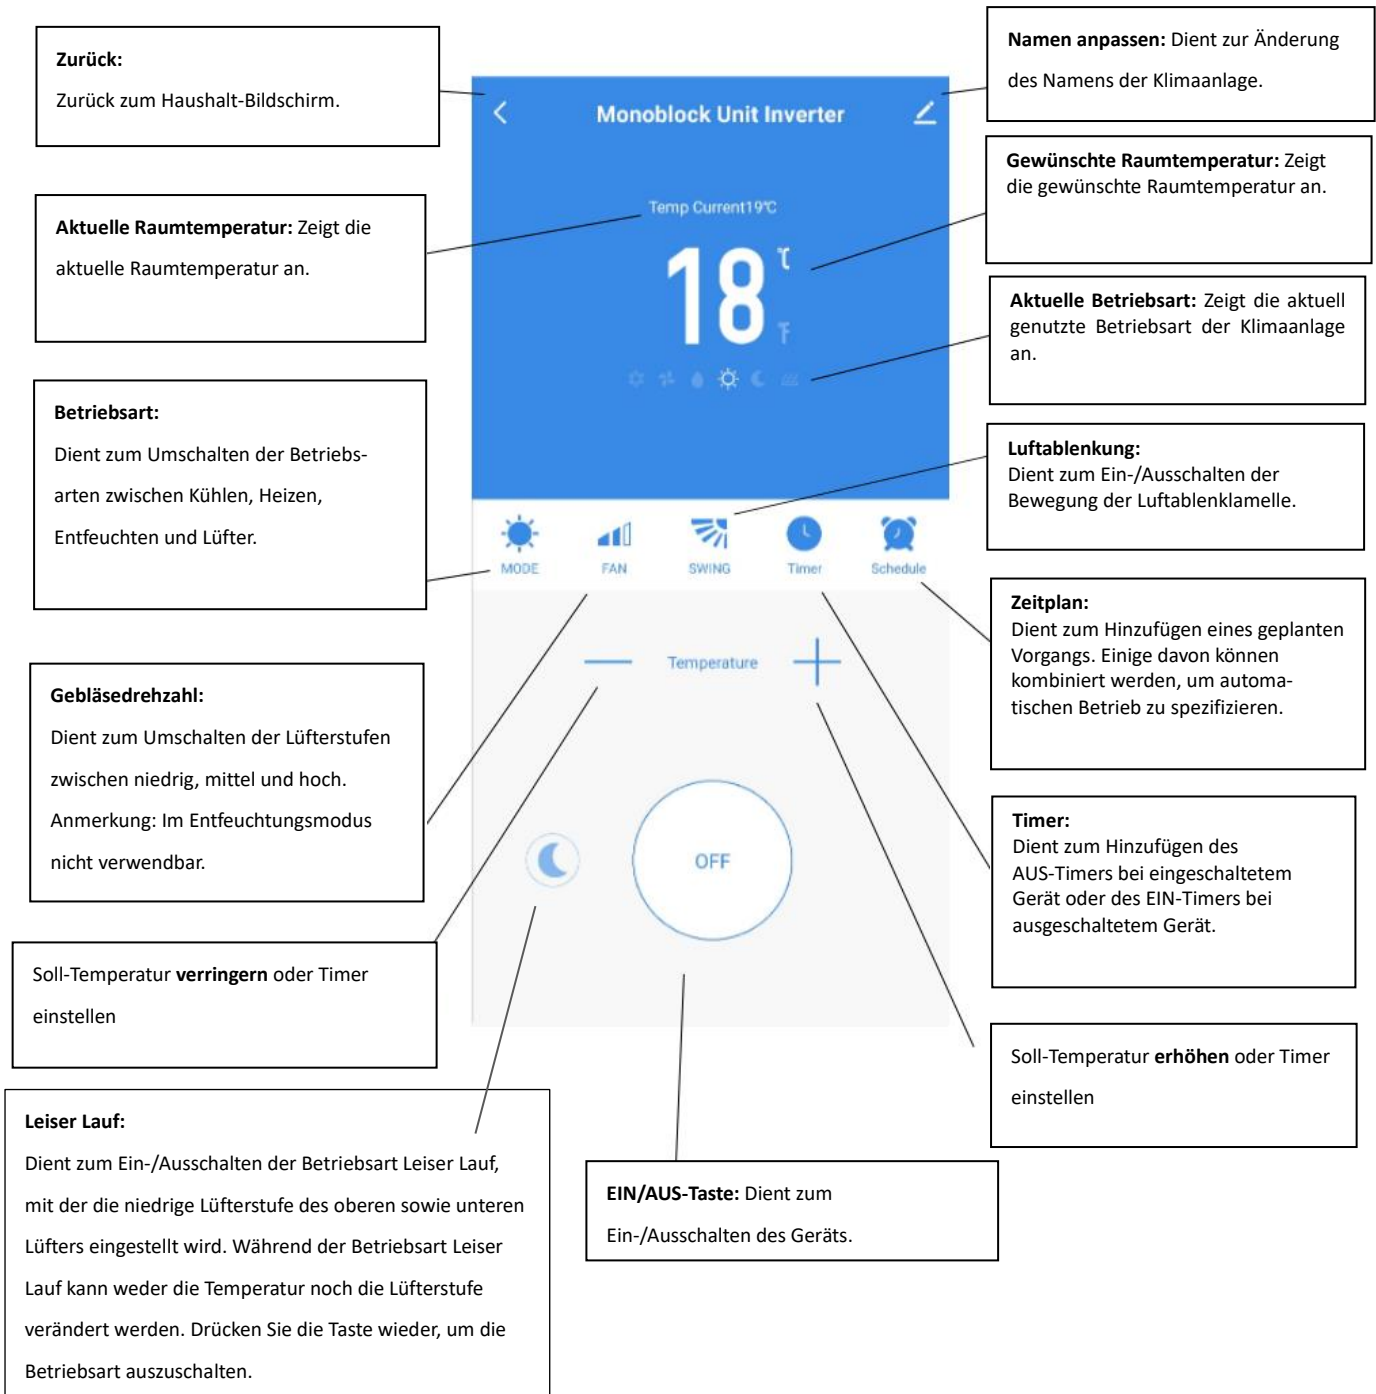 Zurück:
Zurück zum Haushalt-Bildschirm.
Aktuelle Raumtemperatur: Zeigt die
aktuelle Raumtemperatur an.
Betriebsart:
Dient zum Umschalten der Betriebs-
arten zwischen Kühlen, Heizen,
Entfeuchten und Lüfter.
Gebläsedrehzahl:
Dient zum Umschalten der Lüfterstufen
zwischen niedrig, mittel und hoch.
Anmerkung: Im Entfeuchtungsmodus
nicht verwendbar.
Soll-Temperatur verringern oder Timer
einstellen
Leiser Lauf:
Dient zum Ein-/Ausschalten der Betriebsart Leiser Lauf,
mit der die niedrige Lüfterstufe des oberen sowie unteren
Lüfters eingestellt wird. Während der Betriebsart Leiser
Lauf kann weder die Temperatur noch die Lüfterstufe
verändert werden. Drücken Sie die Taste wieder, um die
Betriebsart auszuschalten.
Monoblock Unit Inverter
Temp Current19℃
18 ℃
℉
MODE FAN SWING Timer Schedule
Temperature
OFF
EIN/AUS-Taste: Dient zum
Ein-/Ausschalten des Geräts.
Namen anpassen: Dient zur Änderung
des Namens der Klimaanlage.
Gewünschte Raumtemperatur: Zeigt
die gewünschte Raumtemperatur an.
Aktuelle Betriebsart: Zeigt die aktuell
genutzte Betriebsart der Klimaanlage
an.
Luftablenkung:
Dient zum Ein-/Ausschalten der
Bewegung der Luftablenklamelle.
Zeitplan:
Dient zum Hinzufügen eines geplanten
Vorgangs. Einige davon können
kombiniert werden, um automa-
tischen Betrieb zu spezifizieren.
Timer:
Dient zum Hinzufügen des
AUS-Timers bei eingeschaltetem
Gerät oder des EIN-Timers bei
ausgeschaltetem Gerät.
Soll-Temperatur erhöhen oder Timer
einstellen